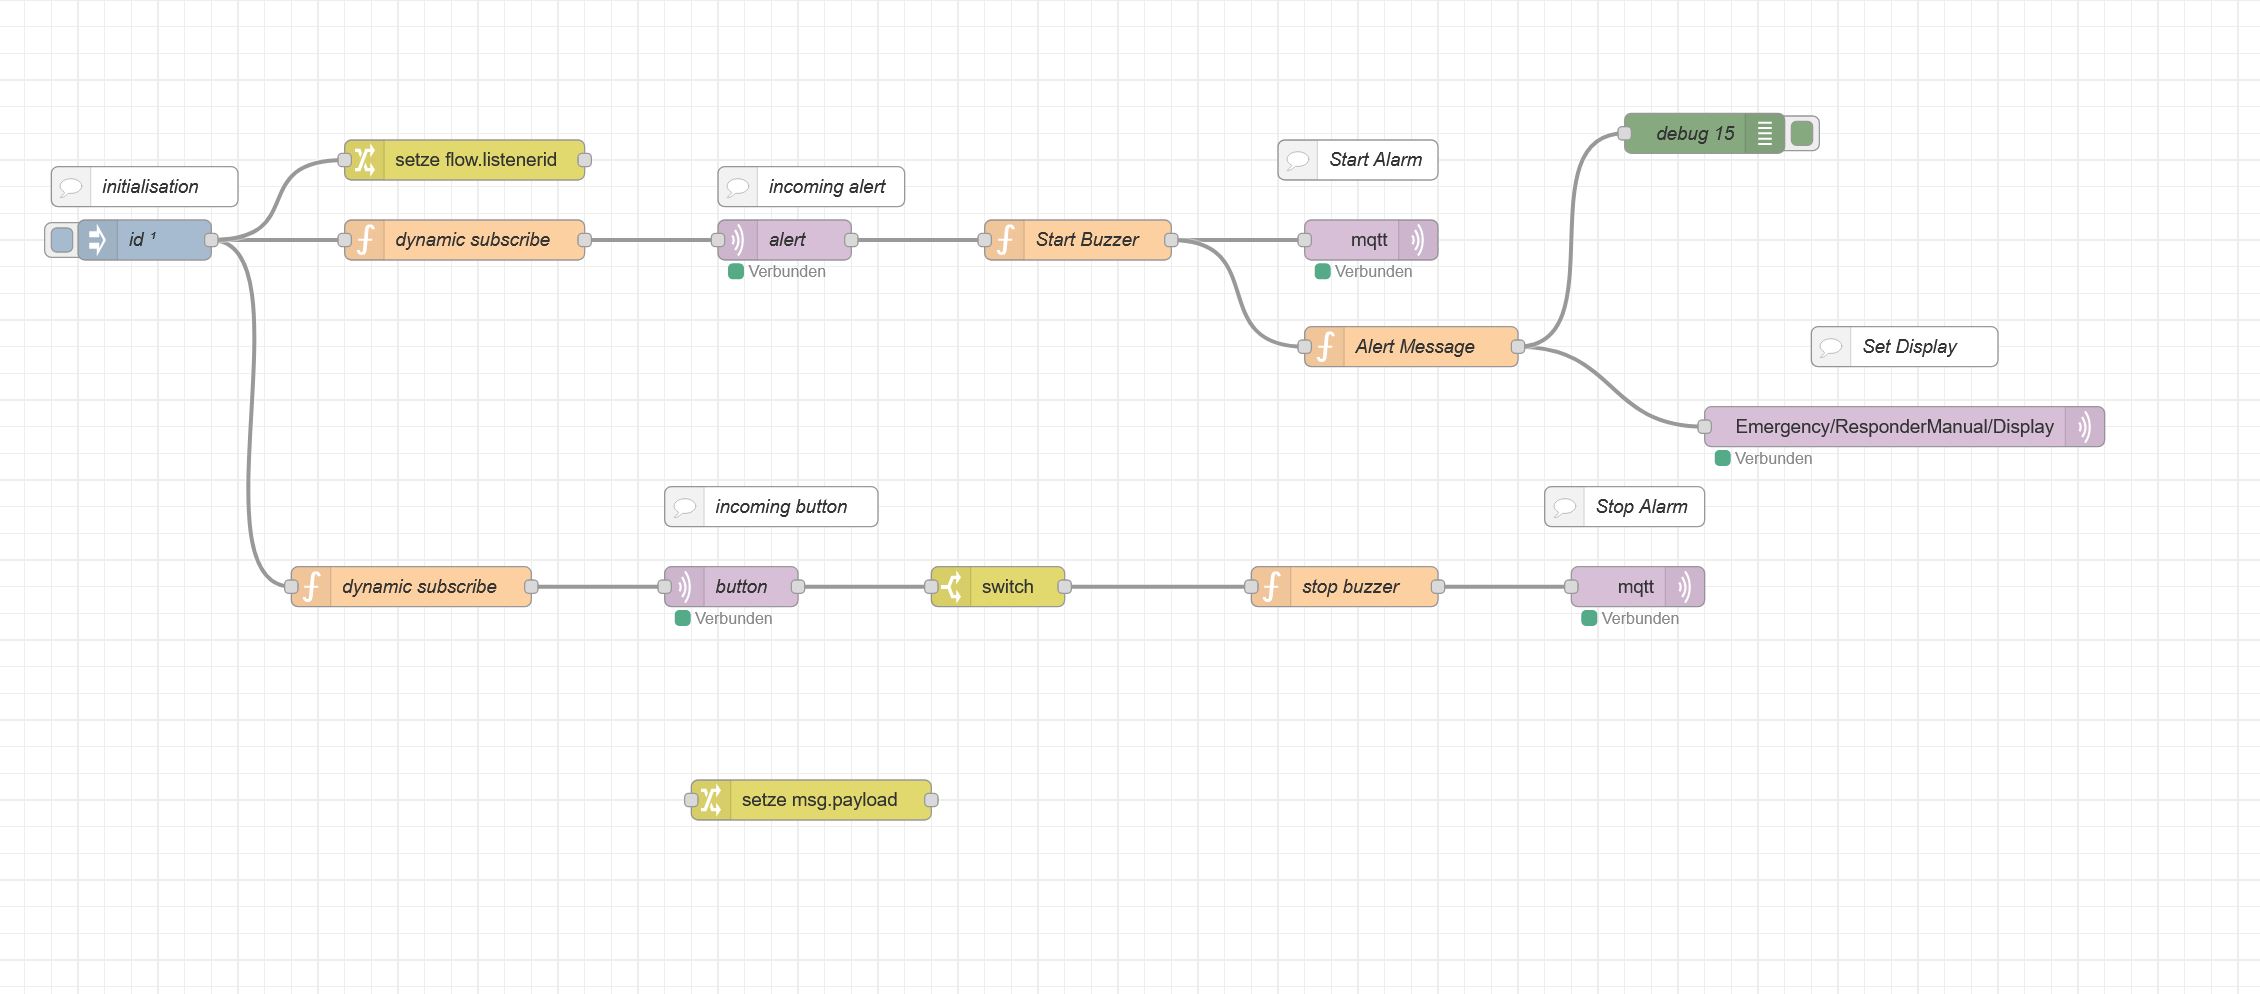 debug 15
setze flow.listenerid
Start Alarm
initialisation
incoming alert
id ¹
dynamic subscribe
alert
Verbunden
Start Buzzer
mqtt
Verbunden
Alert Message
Set Display
Emergency/ResponderManual/Display
Verbunden
incoming button
Stop Alarm
dynamic subscribe
button
Verbunden
switch
stop buzzer
mqtt
Verbunden
setze msg.payload